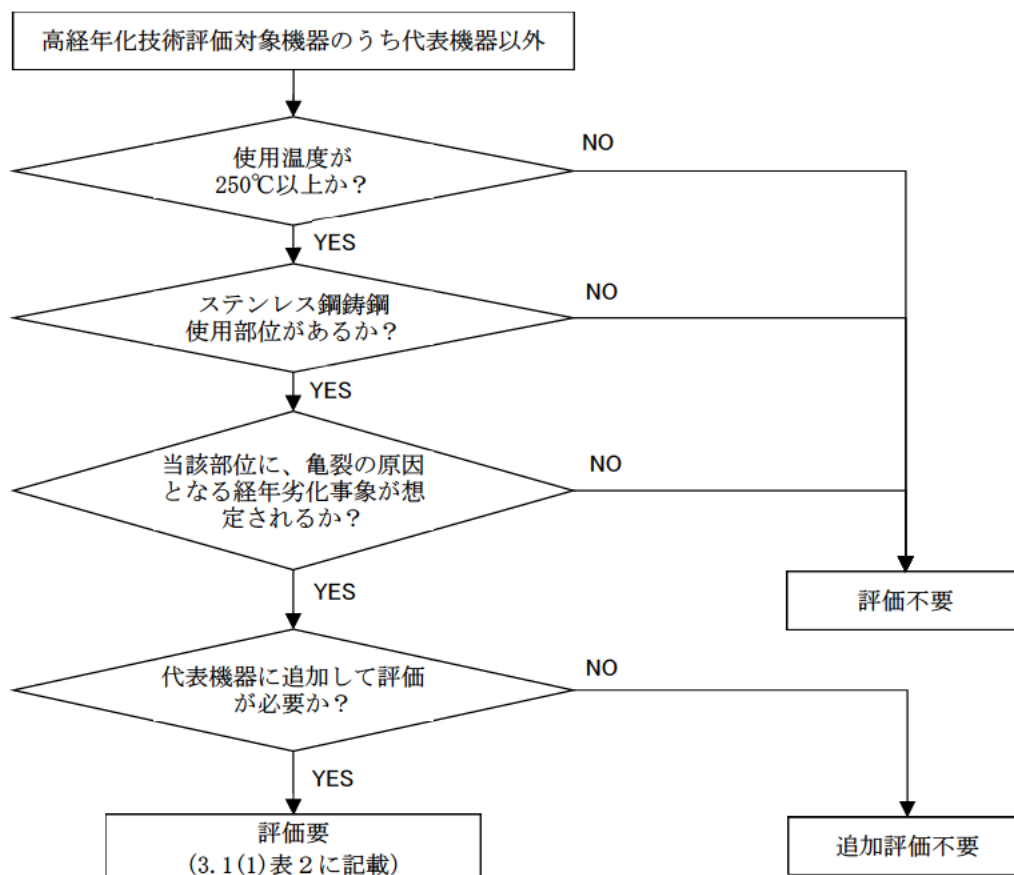 高経年化技術評価対象機器のうち代表機器以外
使用温度が
250℃以上か?
NO
YES
ステンレス鋼鋳鋼
使用部位があるか?
NO
YES
当該部位に、亀裂の原因
となる経年劣化事象が想
定されるか?
NO
YES
評価不要
代表機器に追加して評価
が必要か?
NO
YES
評価要
(3.1(1)表2に記載)
追加評価不要